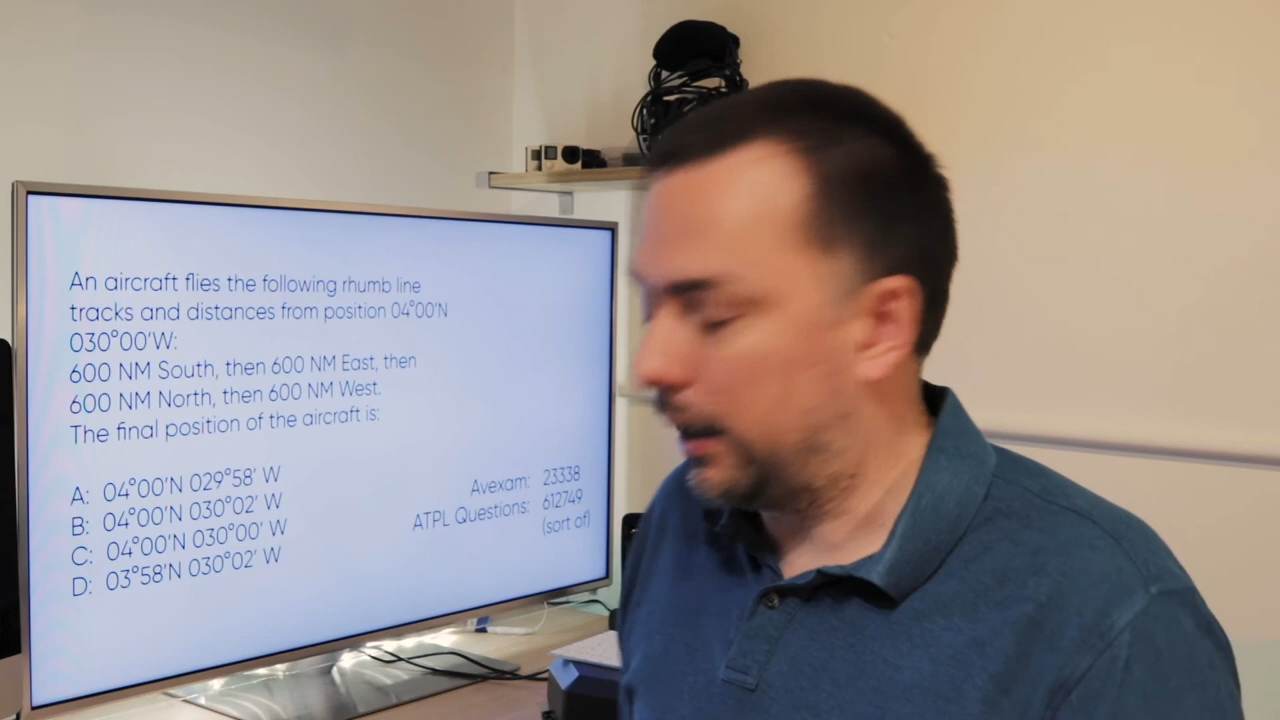 An aircraft flies the following rhumb line
tracks and distances from position 04°00'N
030°00'W:
600 NM South, then 600 NM East, then
600 NM North, then 600 NM West.
The final position of the aircraft is:
A: 04°00'N 029°58' W
B: 04°00'N 030°02' W
C: 04°00'N 030°00' W
D: 03°58'N 030°02' W
Avexam: 23338
ATPL Questions: 612749
(sort of)